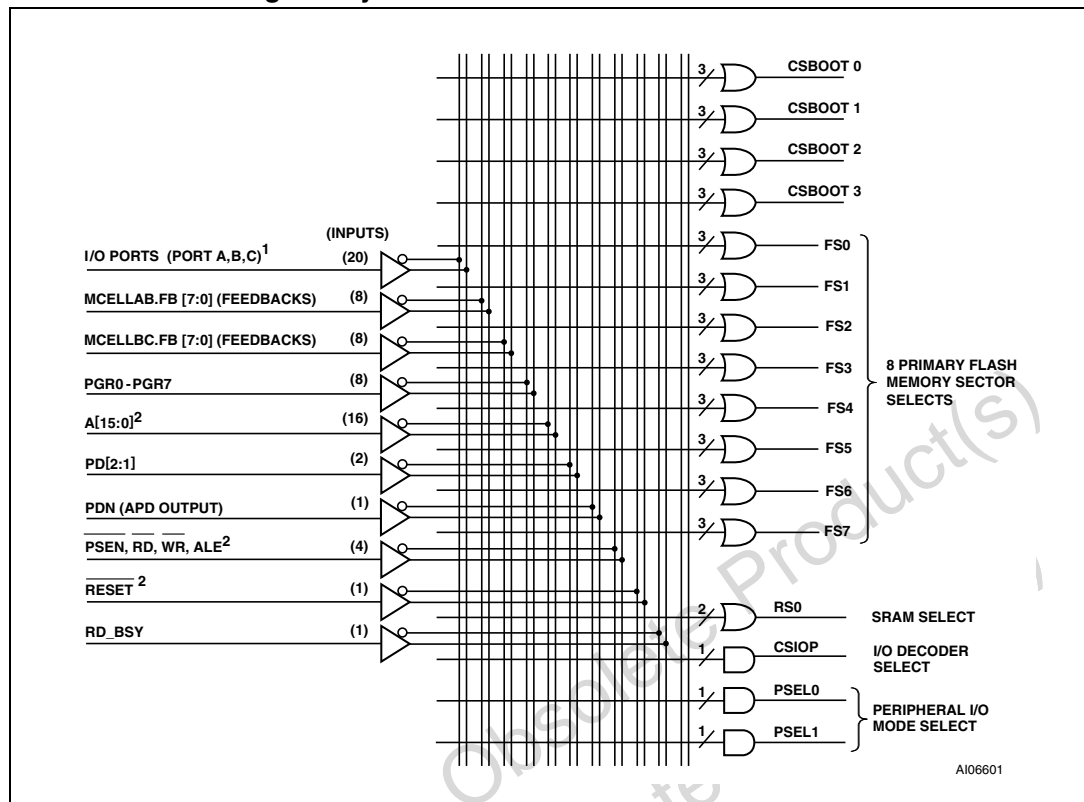 3 CSBOOT 0
3 CSBOOT 1
3 CSBOOT 2
3 CSBOOT 3
(INPUTS)
I/O PORTS (PORT A,B,C)1 (20)
MCELLAB.FB [7:0] (FEEDBACKS) (8)
MCELLBC.FB [7:0] (FEEDBACKS) (8)
PGR0 - PGR7 (8)
A[15:0]2 (16)
PD[2:1] (2)
PDN (APD OUTPUT) (1)
PSEN, RD, WR, ALE2 (4)
RESET 2 (1)
RD_BSY (1)
3 FS0
3 FS1
3 FS2
3 FS3
3 FS4
3 FS5
3 FS6
3 FS7
8 PRIMARY FLASH
MEMORY SECTOR
SELECTS
2 RS0 SRAM SELECT
1 CSIOP I/O DECODER
SELECT
1 PSEL0
1 PSEL1
PERIPHERAL I/O
MODE SELECT
AI06601
Obsolete Product(s)